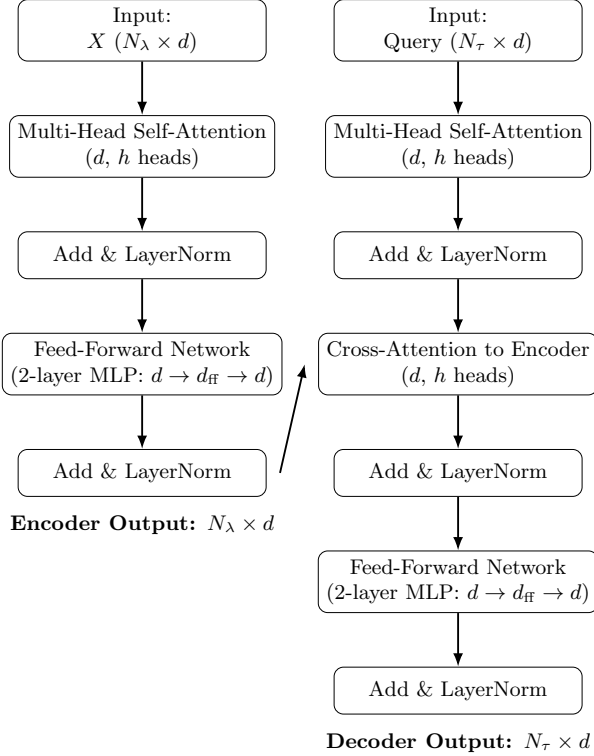 Input:
X (N_λ × d)
Multi-Head Self-Attention
(d, h heads)
Add & LayerNorm
Feed-Forward Network
(2-layer MLP: d → d_ff → d)
Add & LayerNorm
Encoder Output: N_λ × d
Input:
Query (N_τ × d)
Multi-Head Self-Attention
(d, h heads)
Add & LayerNorm
Cross-Attention to Encoder
(d, h heads)
Add & LayerNorm
Feed-Forward Network
(2-layer MLP: d → d_ff → d)
Add & LayerNorm
Decoder Output: N_τ × d